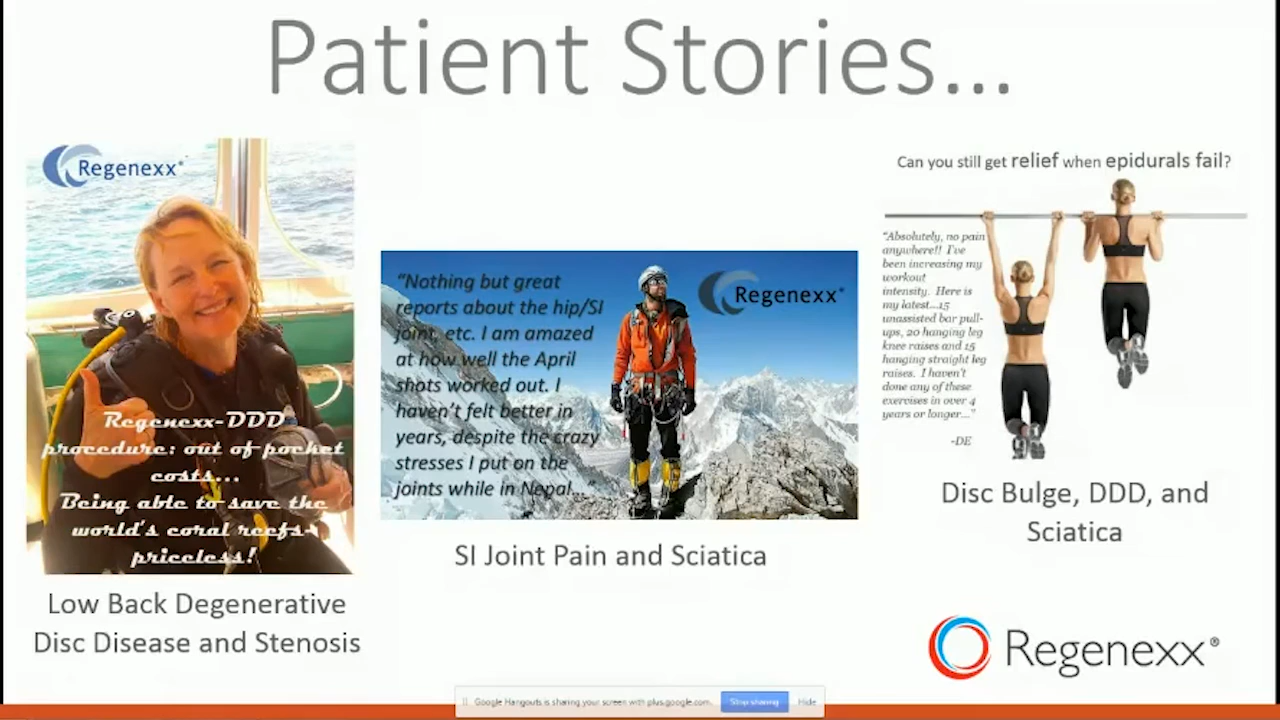 Patient Stories...
Regenexx®
Regenexx-DDD
procedure: out of pocket
costs...
Being able to save the
world's coral reefs-
priceless!
Low Back Degenerative
Disc Disease and Stenosis
"Nothing but great
reports about the hip/SI
joint, etc. I am amazed
at how well the April
shots worked out. I
haven't felt better in
years, despite the crazy
stresses I put on the
joints while in Nepal..."
Regenexx®
SI Joint Pain and Sciatica
Can you still get relief when epidurals fail?
"Absolutely, no pain
anywhere!! I've
been increasing my
workout
intensity. Here is
my latest...15
unassisted bar pull-
ups, 20 hanging leg
knee raises and 15
hanging straight leg
raises. I haven't
done any of these
exercises in over 4
years or longer..."
-DE
Disc Bulge, DDD, and
Sciatica
Regenexx®
Google Hangouts is sharing your screen with plus.google.com.
Stop sharing
Hide